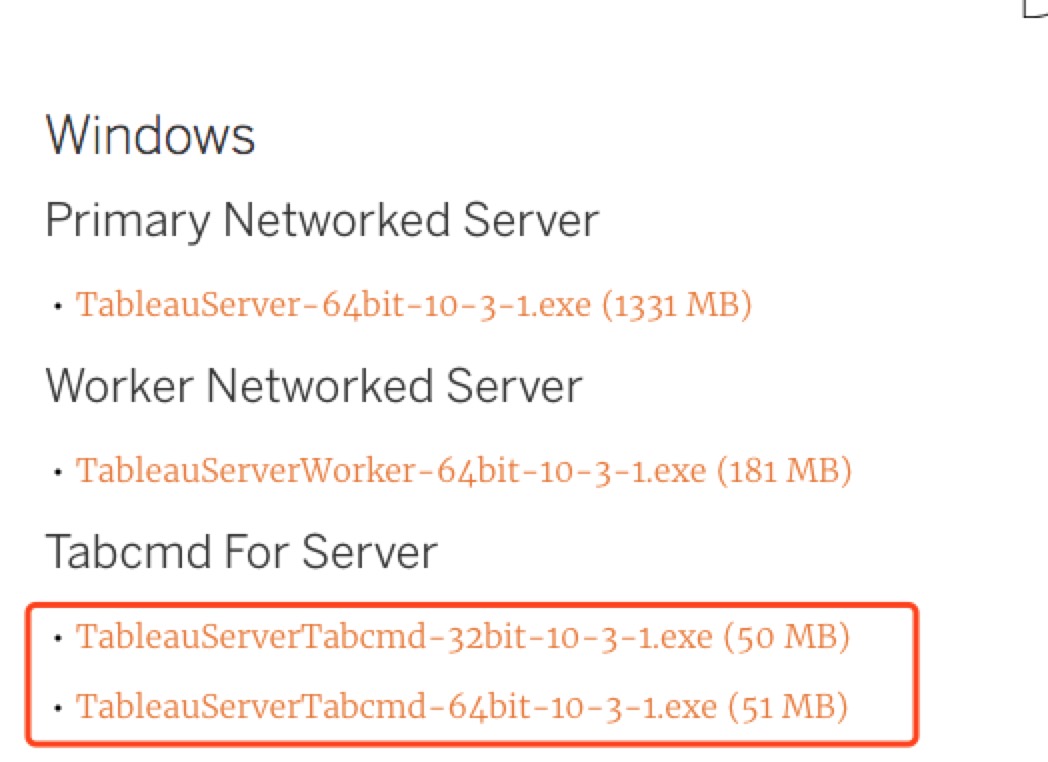 Windows
Primary Networked Server
• TableauServer-64bit-10-3-1.exe (1331 MB)
Worker Networked Server
• TableauServerWorker-64bit-10-3-1.exe (181 MB)
Tabcmd For Server
• TableauServerTabcmd-32bit-10-3-1.exe (50 MB)
• TableauServerTabcmd-64bit-10-3-1.exe (51 MB)